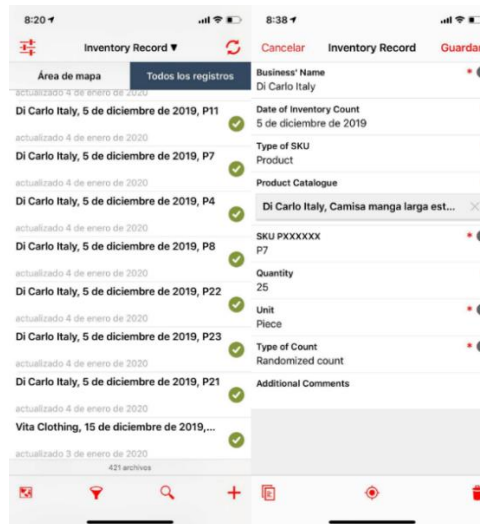 8:20
Inventory Record ▼
Área de mapa
Todos los registros
actualizado 4 de enero de 2020
Di Carlo Italy, 5 de diciembre de 2019, P11
actualizado 4 de enero de 2020
Di Carlo Italy, 5 de diciembre de 2019, P7
actualizado 4 de enero de 2020
Di Carlo Italy, 5 de diciembre de 2019, P4
actualizado 4 de enero de 2020
Di Carlo Italy, 5 de diciembre de 2019, P8
actualizado 4 de enero de 2020
Di Carlo Italy, 5 de diciembre de 2019, P22
actualizado 4 de enero de 2020
Di Carlo Italy, 5 de diciembre de 2019, P23
actualizado 4 de enero de 2020
Di Carlo Italy, 5 de diciembre de 2019, P21
actualizado 4 de enero de 2020
Vita Clothing, 15 de diciembre de 2019,...
actualizado 3 de enero de 2020
421 archivos
8:38
Cancelar Inventory Record Guardar
Business' Name *
Di Carlo Italy
Date of Inventory Count
5 de diciembre de 2019
Type of SKU
Product
Product Catalogue
Di Carlo Italy, Camisa manga larga est...
SKU PXXXXXX *
P7
Quantity
25
Unit *
Piece
Type of Count *
Randomized count
Additional Comments